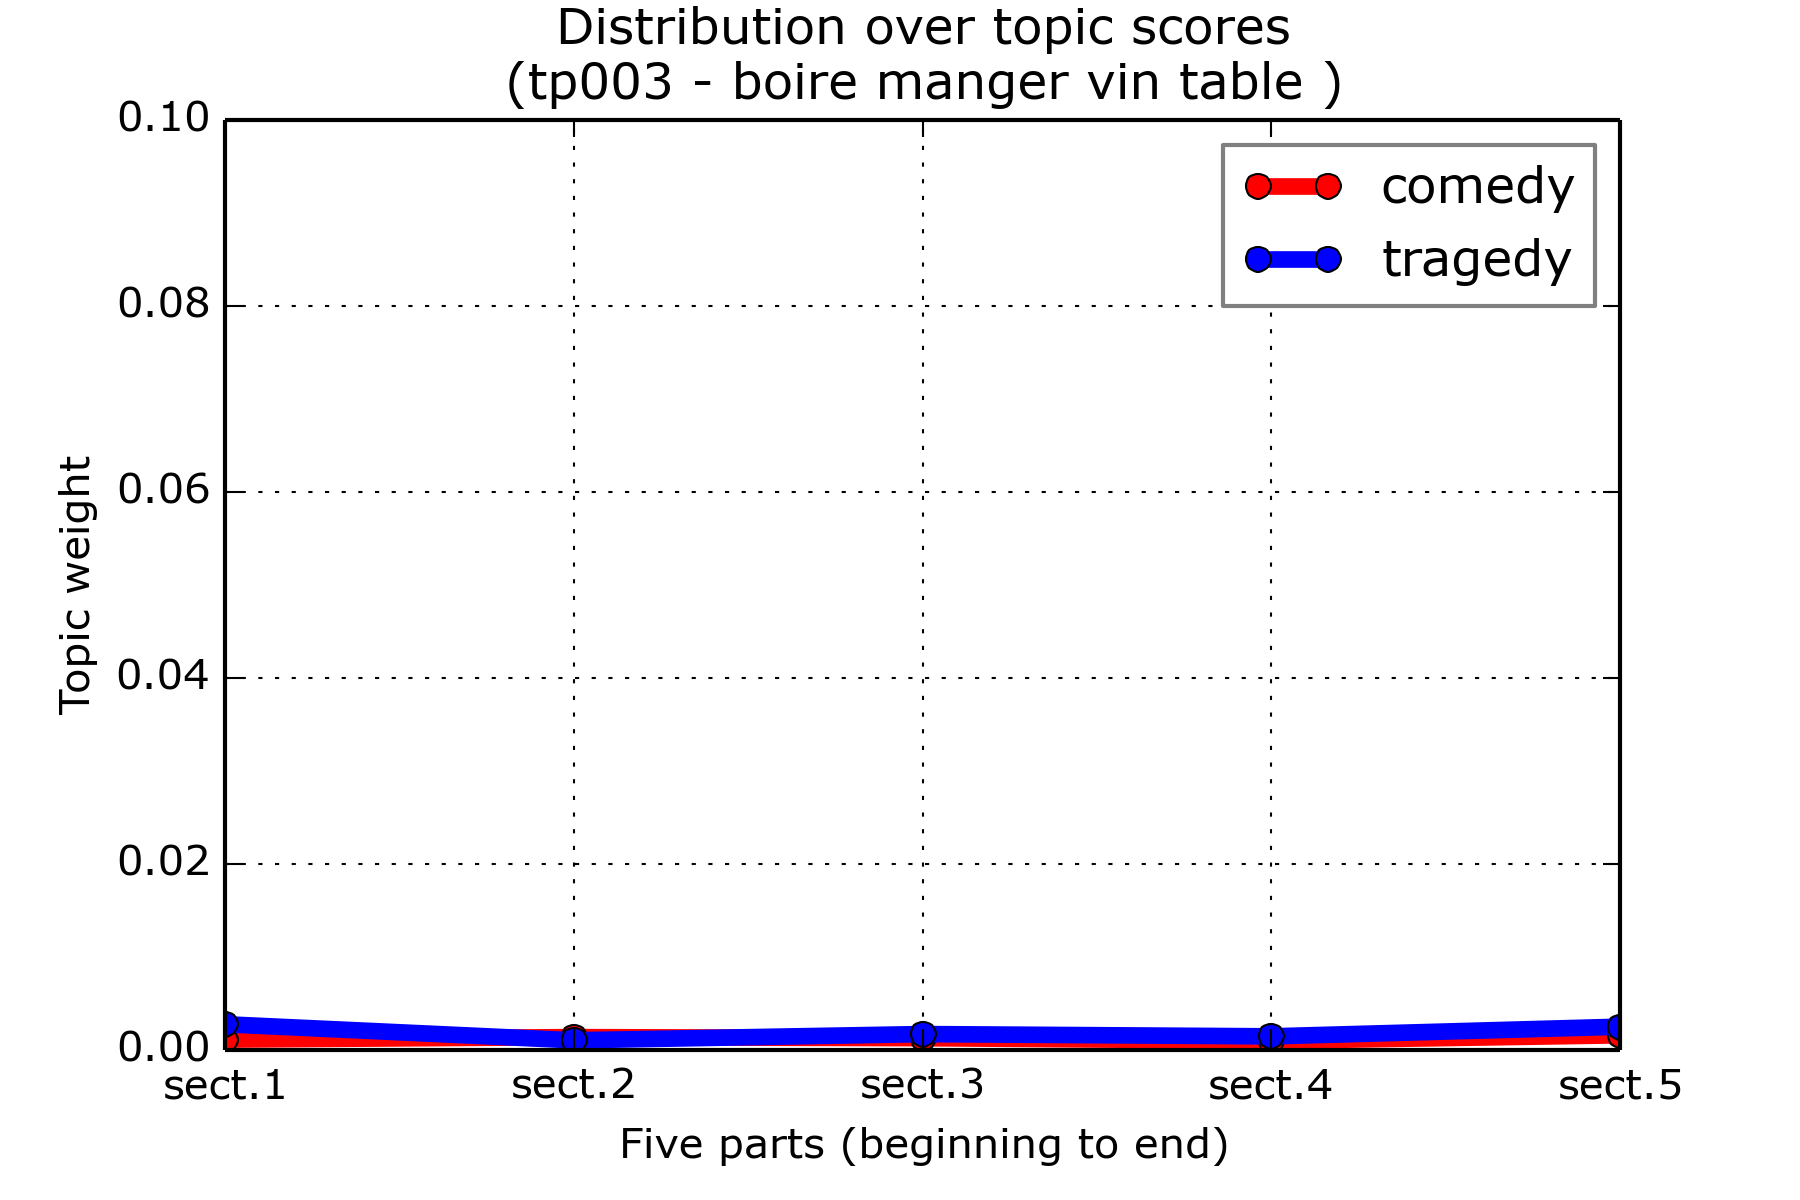 Distribution over topic scores
(tp003 - boire manger vin table )
0.10
comedy
tragedy
0.08
0.06
Topic weight
0.04
0.02
0.00
sect.1 sect.2 sect.3 sect.4 sect.5
Five parts (beginning to end)